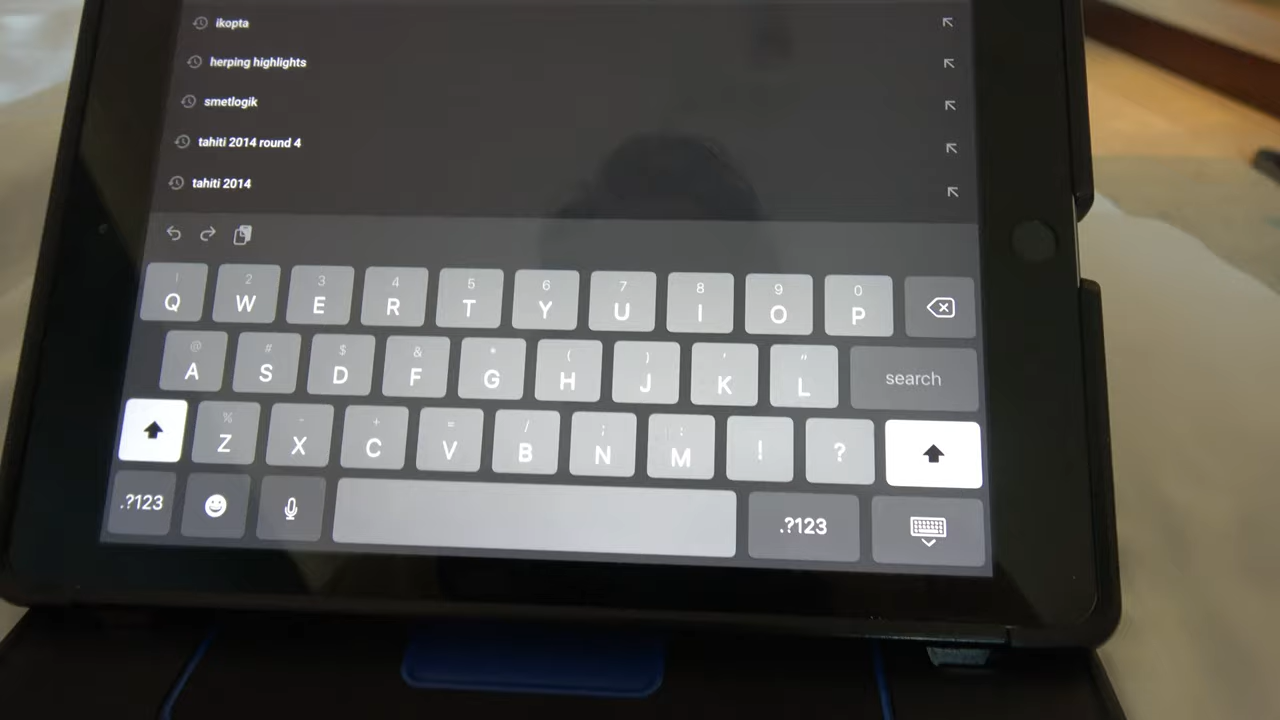 ikopta
herping highlights
smetlogik
tahiti 2014 round 4
tahiti 2014
2 3 4 5 6 7 8 9 0
Q W E R T Y U I O P
@ # $ & * ( ) ' "
A S D F G H J K L search
% - + = / ; :
Z X C V B N M ! ?
.?123 .?123